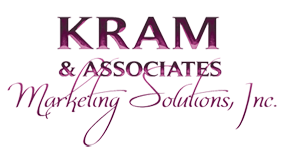 KRAM
& ASSOCIATES
Marketing Solutions, Inc.